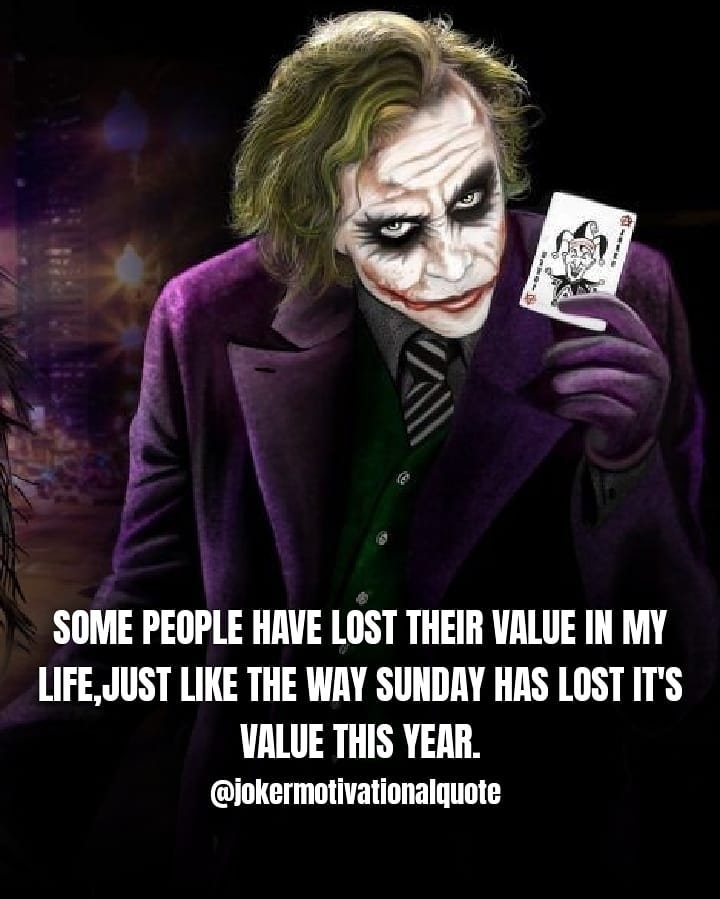 JOKER
SOME PEOPLE HAVE LOST THEIR VALUE IN MY
LIFE,JUST LIKE THE WAY SUNDAY HAS LOST IT'S
VALUE THIS YEAR.
@jokermotivationalquote